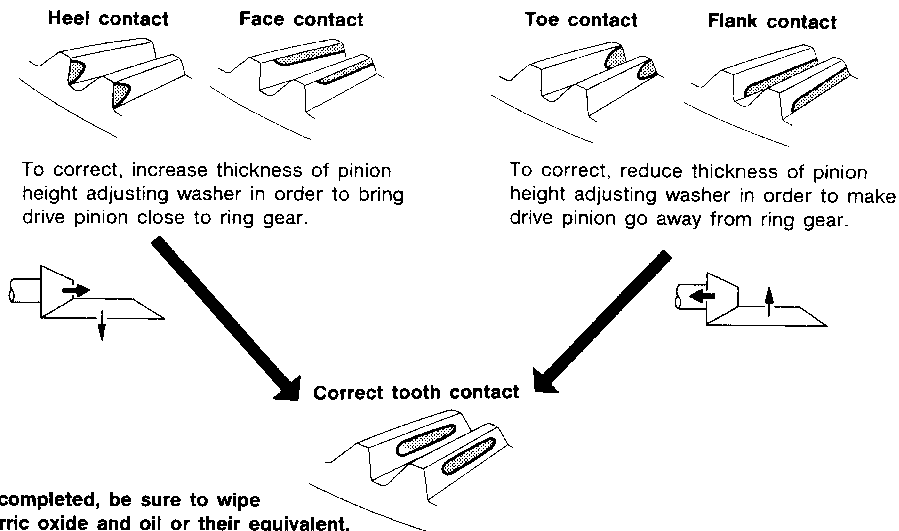 Heel contact
Face contact
Toe contact
Flank contact
To correct, increase thickness of pinion
height adjusting washer in order to bring
drive pinion close to ring gear.
To correct, reduce thickness of pinion
height adjusting washer in order to make
drive pinion go away from ring gear.
Correct tooth contact
completed, be sure to wipe
rric oxide and oil or their equivalent.